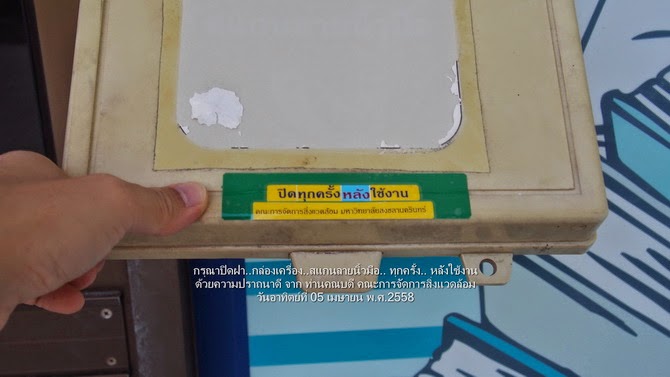 ปิดทุกครั้งหลังใช้งาน
คณะการจัดการสิ่งแวดล้อม มหาวิทยาลัยสงขลานครินทร์
กรุณาปิดฝา..กล่องเครื่อง..สแกนลายนิ้วมือ.. ทุกครั้ง.. หลังใช้งาน
ด้วยความปราถนาดี จาก ท่านคณบดี คณะการจัดการสิ่งแวดล้อม
วันอาทิตย์ที่ 05 เมษายน พ.ศ.2558